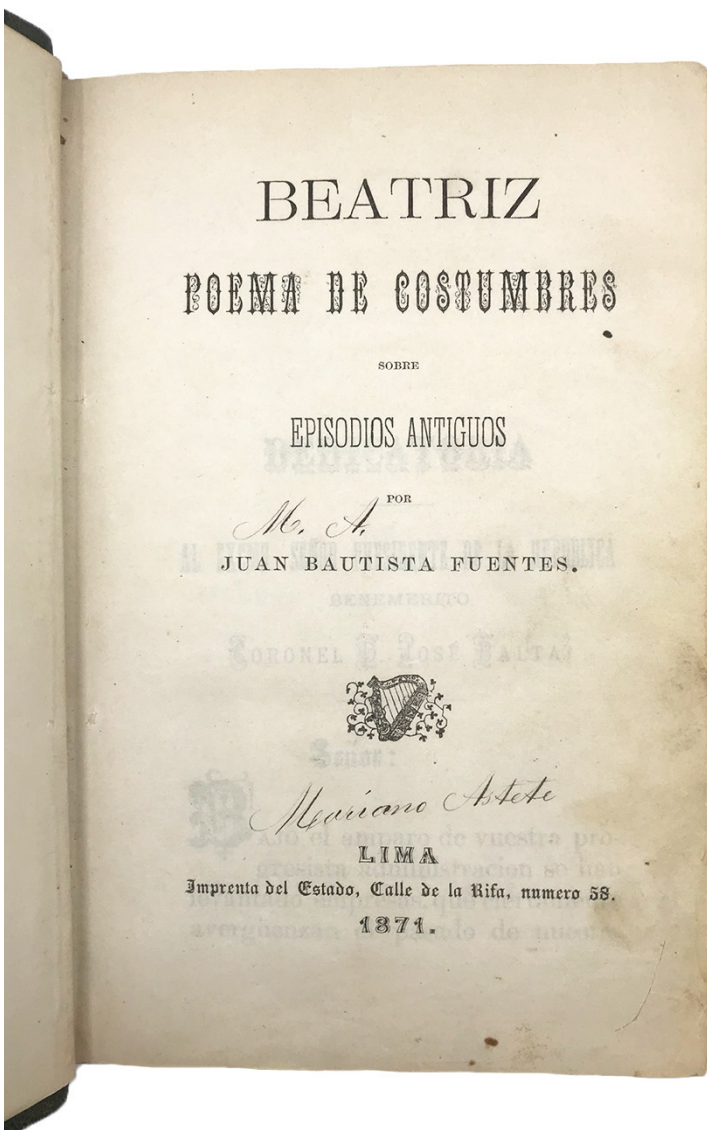 BEATRIZ
POEMA DE COSTUMBRES
SOBRE
EPISODIOS ANTIGUOS
POR
M. A.
JUAN BAUTISTA FUENTES.
Mariano Astete
LIMA
Imprenta del Estado, Calle de la Rifa, numero 58.
1871.